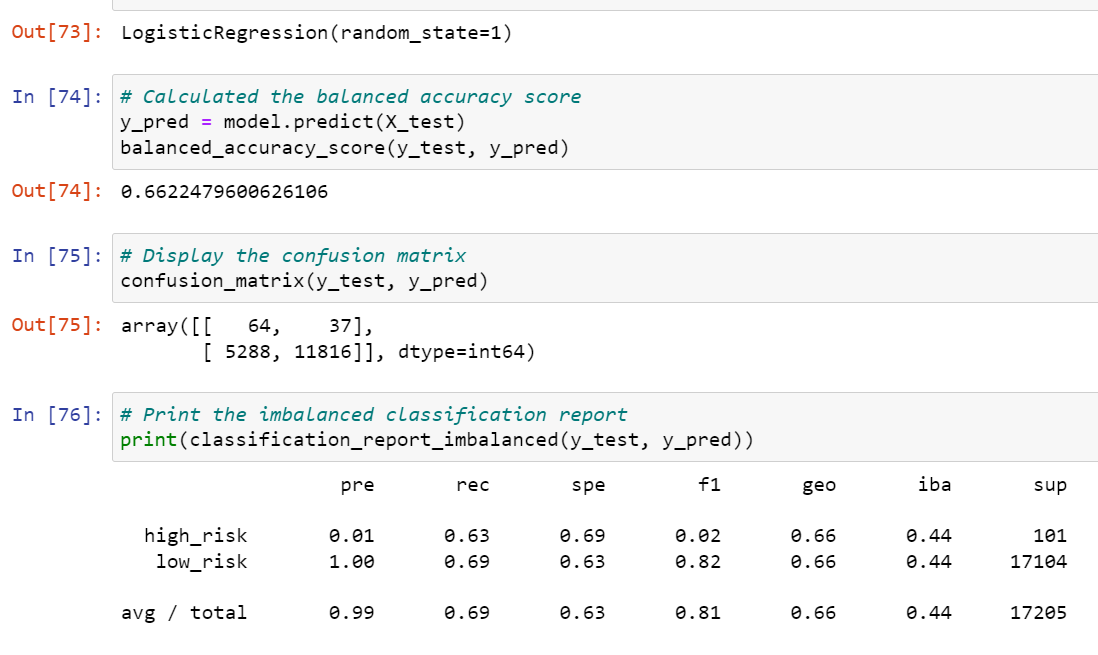 Out[73]: LogisticRegression(random_state=1)
In [74]: # Calculated the balanced accuracy score
y_pred = model.predict(X_test)
balanced_accuracy_score(y_test, y_pred)
Out[74]: 0.6622479600626106
In [75]: # Display the confusion matrix
confusion_matrix(y_test, y_pred)
Out[75]: array([[   64,    37],
       [ 5288, 11816]], dtype=int64)
In [76]: # Print the imbalanced classification report
print(classification_report_imbalanced(y_test, y_pred))
pre rec spe f1 geo iba sup
high_risk 0.01 0.63 0.69 0.02 0.66 0.44 101
low_risk 1.00 0.69 0.63 0.82 0.66 0.44 17104
avg / total 0.99 0.69 0.63 0.81 0.66 0.44 17205